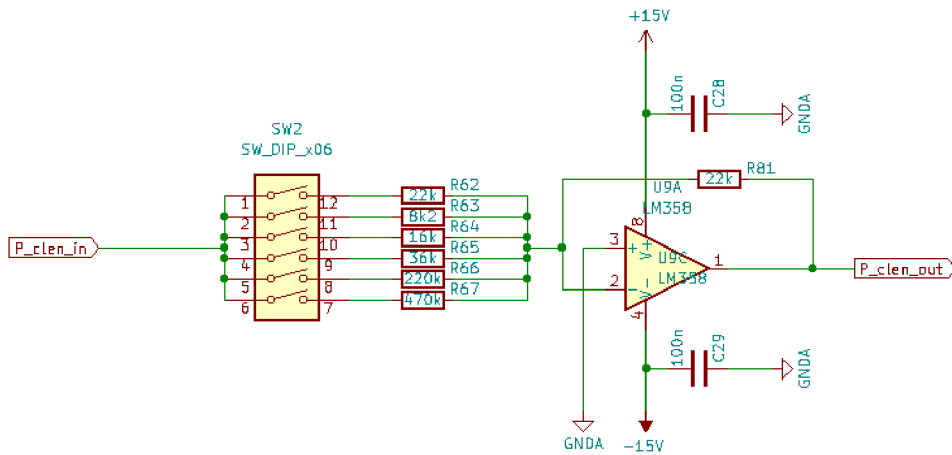 +15V
100n
C28
GNDA
SW2
SW_DIP_x06
R81
22k
U9A
LM358
P_clen_in
1
12
22k
R62
2
11
8k2
R63
3
10
16k
R64
4
9
36k
R65
5
8
220k
R66
6
7
470k
R67
8
V+
3
+
U9C
LM358
1
P_clen_out
2
-
V-
4
100n
C29
GNDA
GNDA
-15V